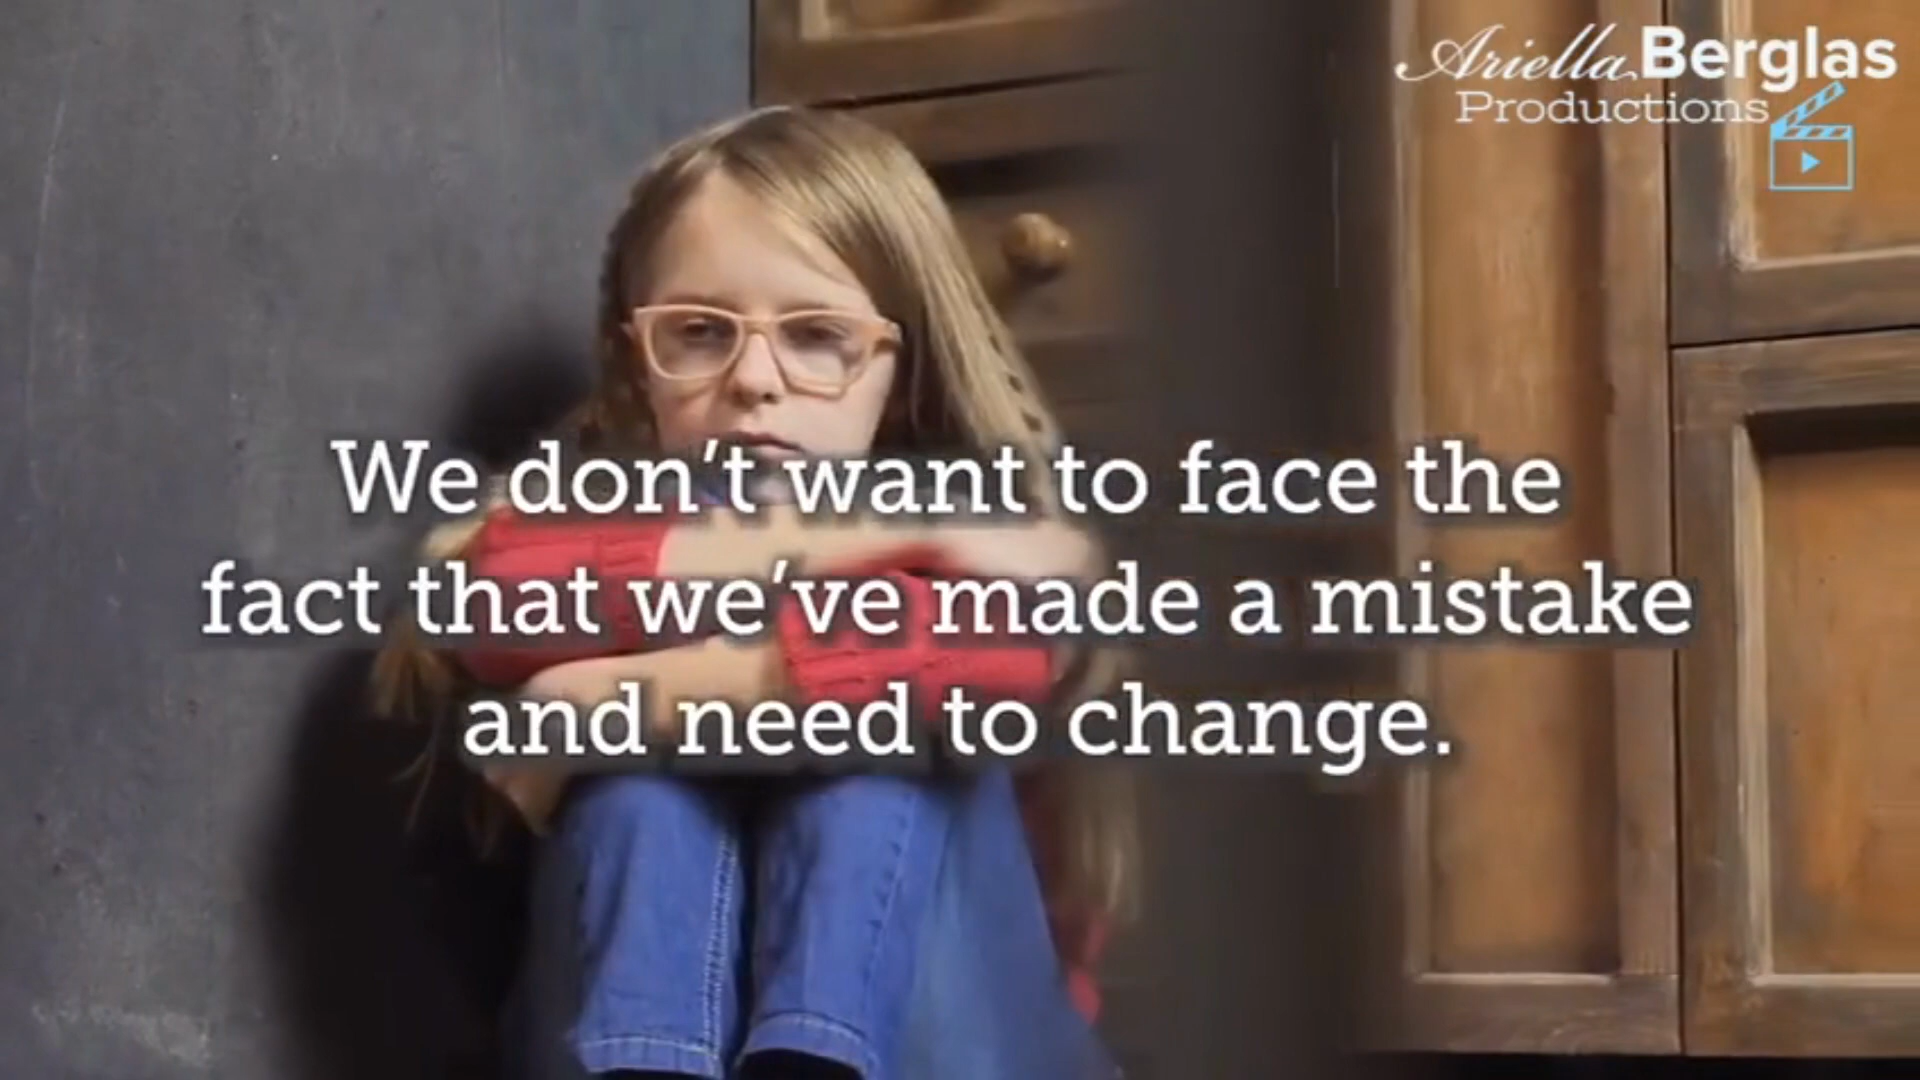 Ariella Berglas
Productions
We don't want to face the
fact that we've made a mistake
and need to change.